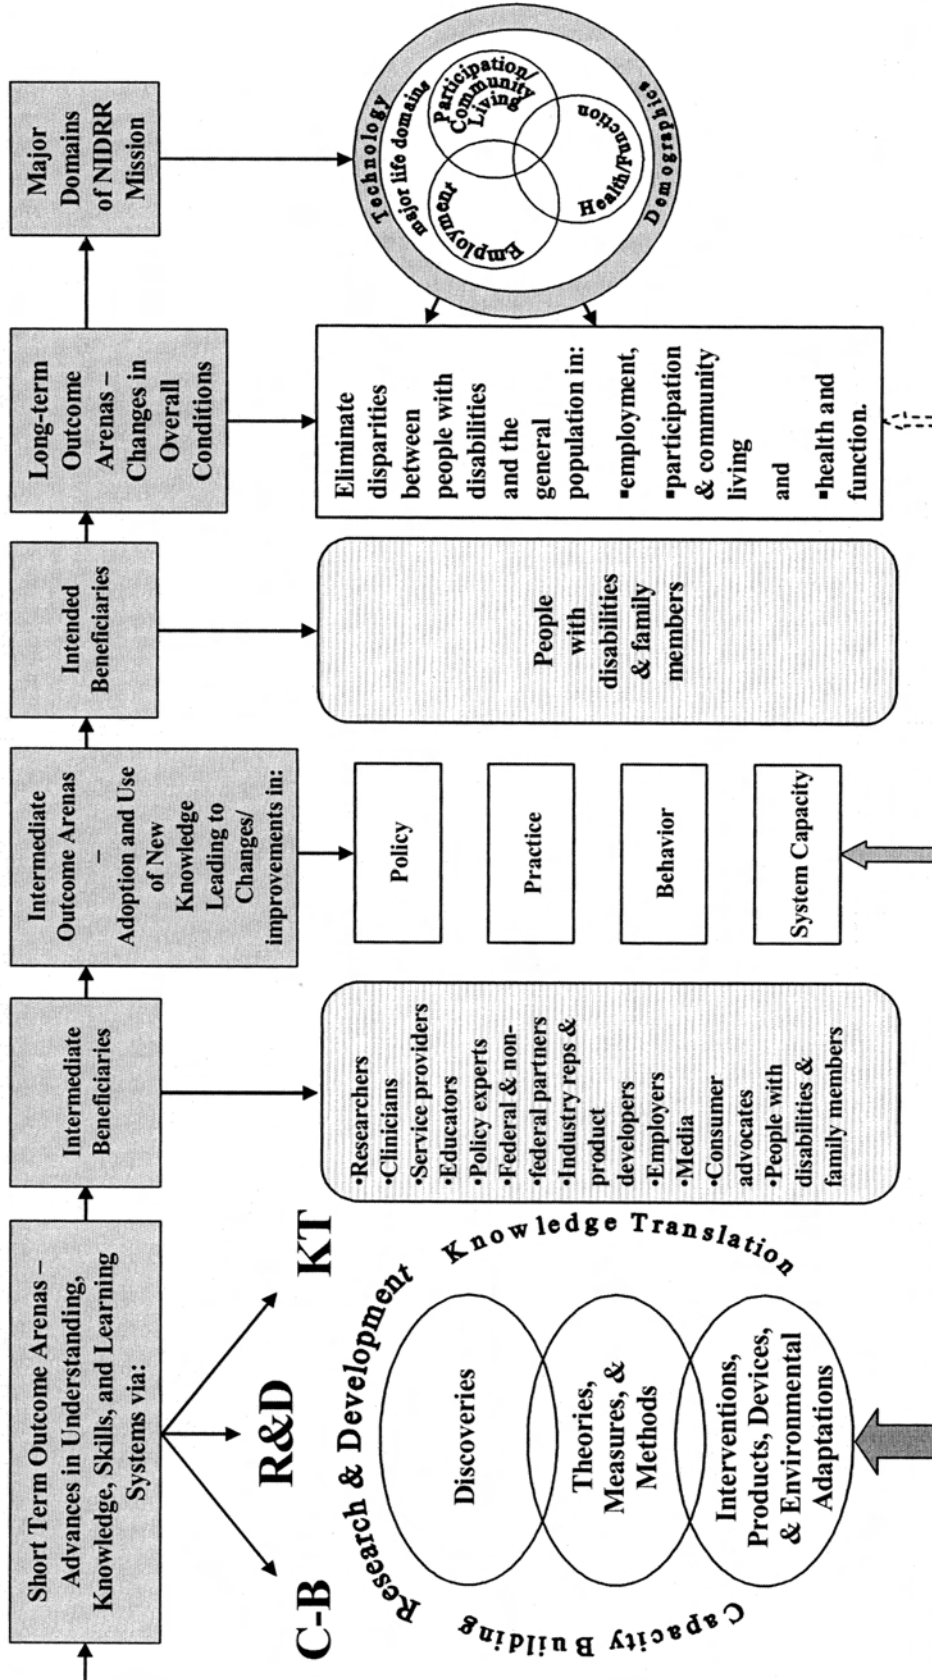 Short Term Outcome Arenas –
Advances in Understanding,
Knowledge, Skills, and Learning
Systems via:
C-B
R&D
KT
Capacity Building
Research & Development
Knowledge Translation
Discoveries
Theories,
Measures, &
Methods
Interventions,
Products, Devices,
& Environmental
Adaptations
Intermediate
Beneficiaries
•Researchers
•Clinicians
•Service providers
•Educators
•Policy experts
•Federal & non-
•federal partners
•Industry reps &
product
developers
•Employers
•Media
•Consumer
advocates
•People with
disabilities &
family members
Intermediate
Outcome Arenas
–
Adoption and Use
of New
Knowledge
Leading to
Changes/
improvements in:
Policy
Practice
Behavior
System Capacity
Intended
Beneficiaries
People
with
disabilities
& family
members
Long-term
Outcome
Arenas –
Changes in
Overall
Conditions
Eliminate
disparities
between
people with
disabilities
and the
general
population in:
▪employment,
▪participation
& community
living
and
▪health and
function.
Major
Domains
of NIDRR
Mission
Technology
major life domains
Employment
Participation/
Community
Living
Health/Function
Demographics